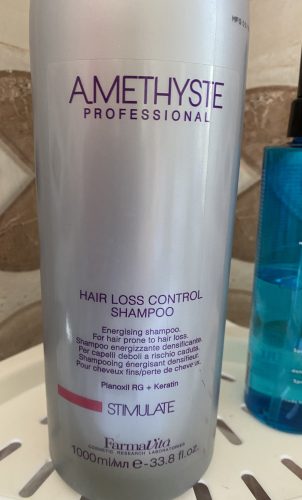 AMETHYSTE
PROFESSIONAL
HAIR LOSS CONTROL
SHAMPOO
Energising shampoo.
For hair prone to hair loss.
Shampoo energizzante densificante.
Per capelli deboli a rischio caduta.
Shampooing énergisant densifieur.
Pour cheveux fins/perte de cheveux.
Planoxil RG + Keratin
STIMULATE
FarmaVita
COSMETIC RESEARCH LABORATORIES
1000ml/мл e -33.8 fl. oz.